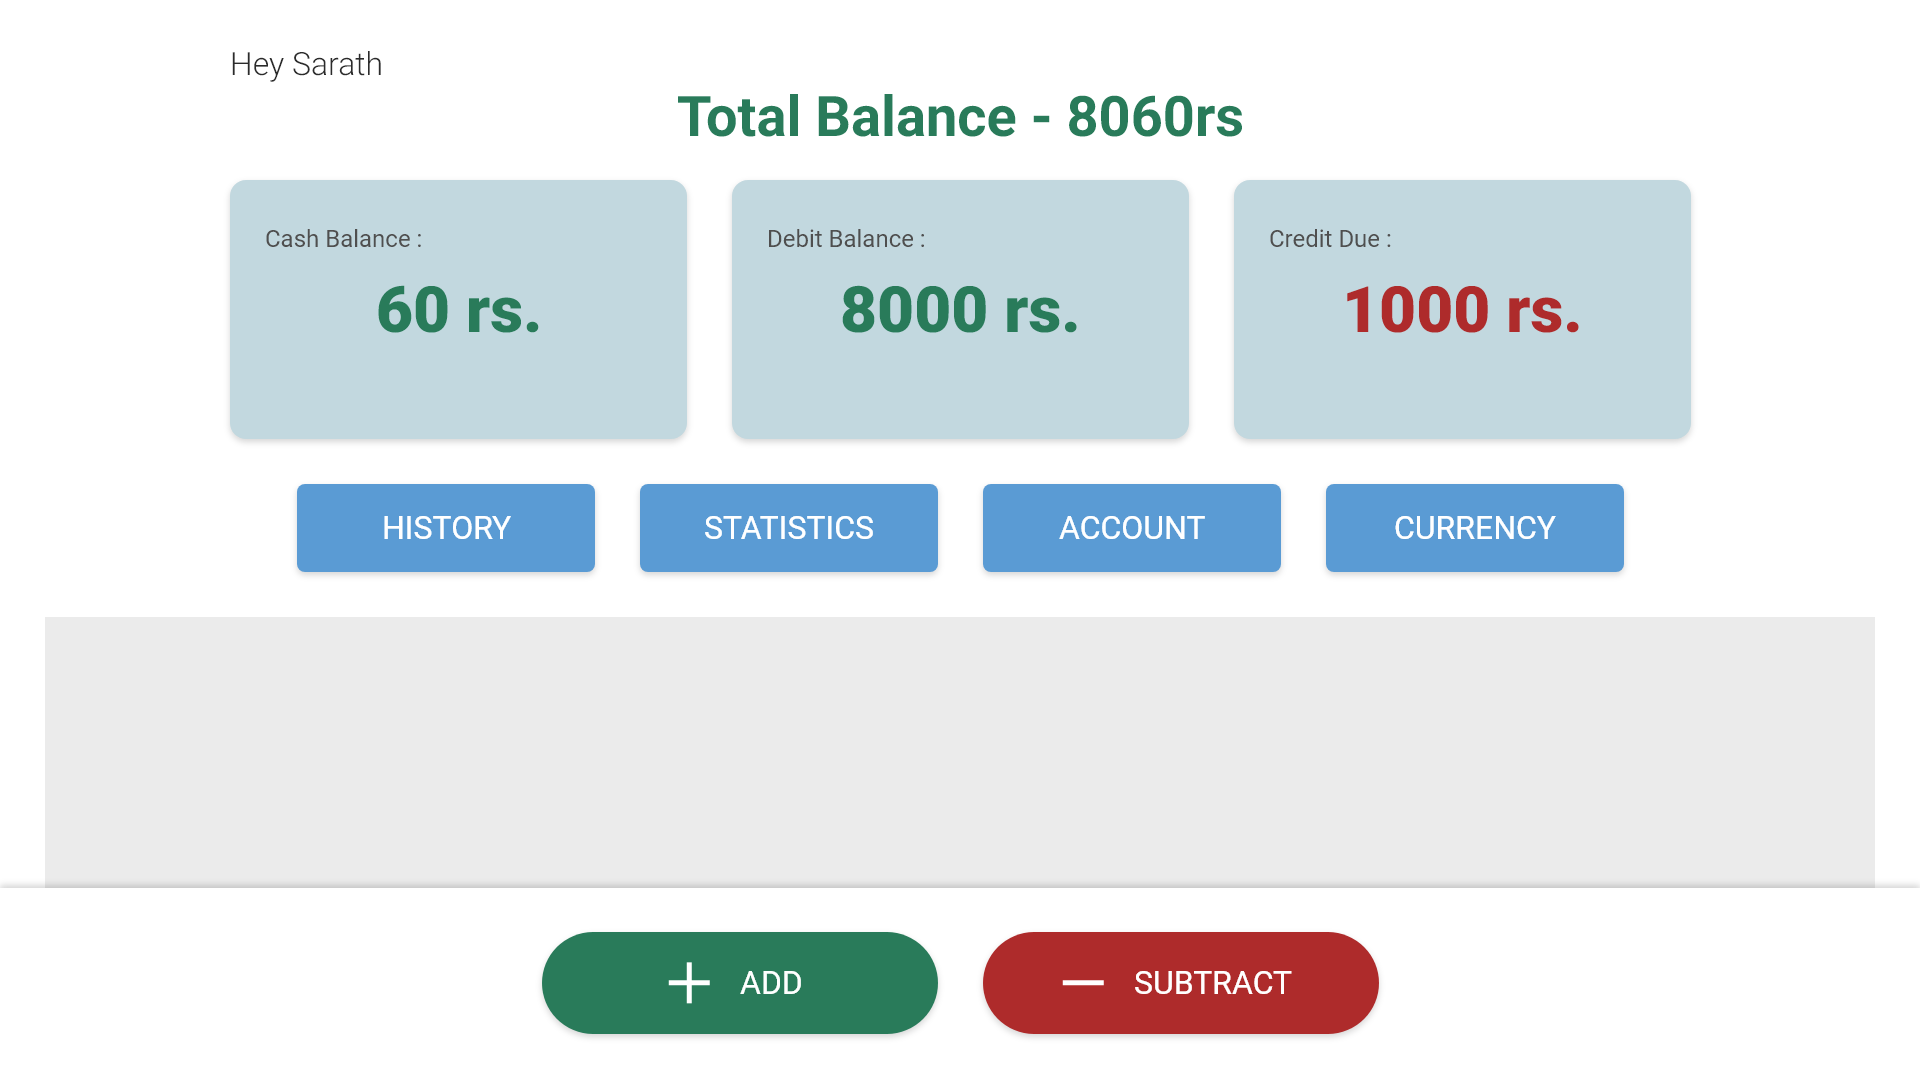 Hey Sarath
Total Balance - 8060rs
Cash Balance :
60 rs.
Debit Balance :
8000 rs.
Credit Due :
1000 rs.
HISTORY
STATISTICS
ACCOUNT
CURRENCY
ADD
SUBTRACT